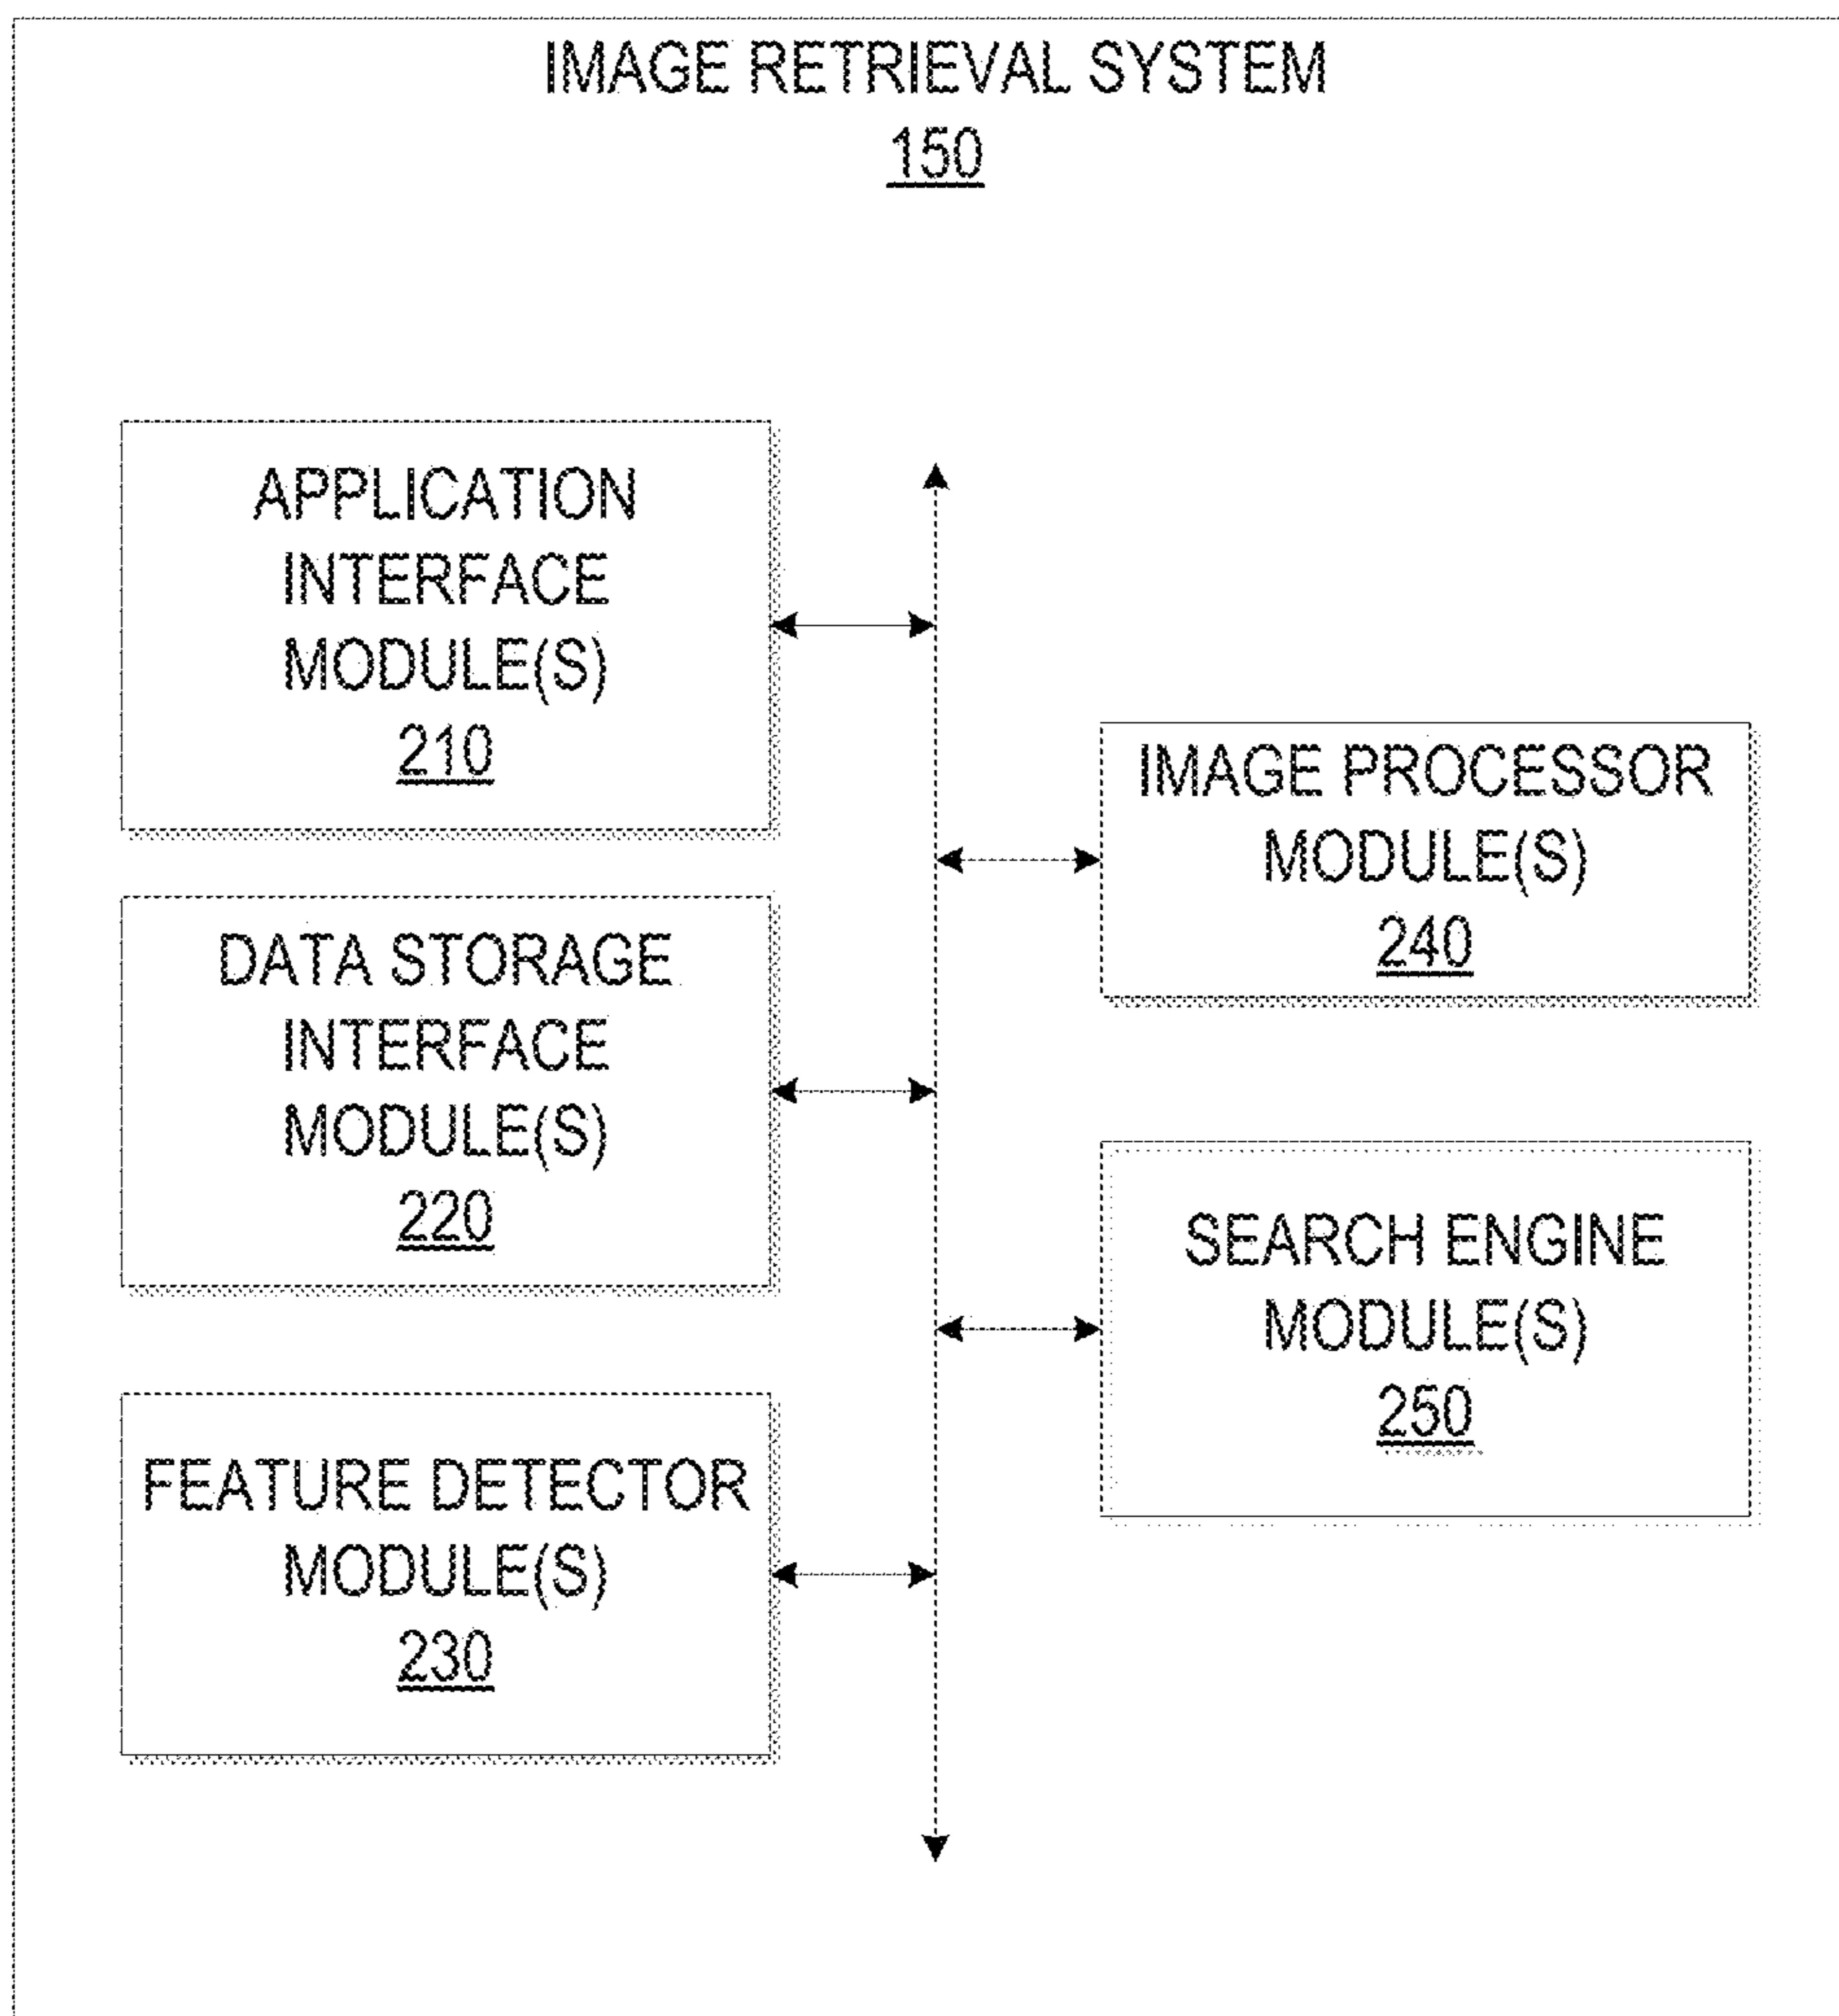 IMAGE RETRIEVAL SYSTEM
150
APPLICATION
INTERFACE
MODULE(S)
210
DATA STORAGE
INTERFACE
MODULE(S)
220
FEATURE DETECTOR
MODULE(S)
230
IMAGE PROCESSOR
MODULE(S)
240
SEARCH ENGINE
MODULE(S)
250